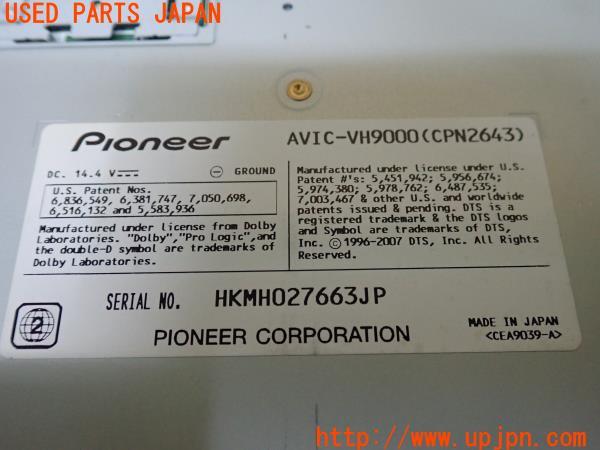 USED PARTS JAPAN
Pioneer
AVIC-VH9000(CPN2643)
DC. 14.4 V
GROUND
U.S. Patent Nos.
6,836,549, 6,381,747, 7,050,698,
6,516,132 and 5,583,936
Manufactured under license from Dolby
Laboratories. "Dolby","Pro Logic",and
the double-D symbol are trademarks of
Dolby Laboratories.
Manufactured under license under U.S.
Patent #'s: 5,451,942; 5,956,674;
5,974,380; 5,978,762; 6,487,535;
7,003,467 & other U.S. and worldwide
patents issued & pending. DTS is a
registered trademark & the DTS logos
and Symbol are trademarks of DTS,
Inc. © 1996-2007 DTS, Inc. All Rights
Reserved.
SERIAL NO. HKMH027663JP
2
PIONEER CORPORATION
MADE IN JAPAN
<CEA9039-A>
http://www.upjpn.com/